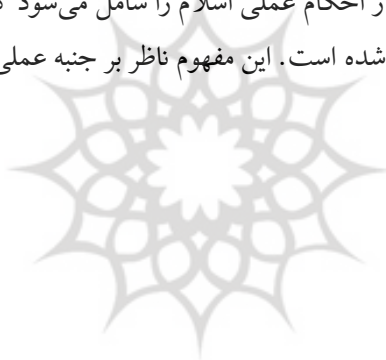 ر احکام عملی اسلام را شامل می‌شود
شده است. این مفهوم ناظر بر جنبه عملی